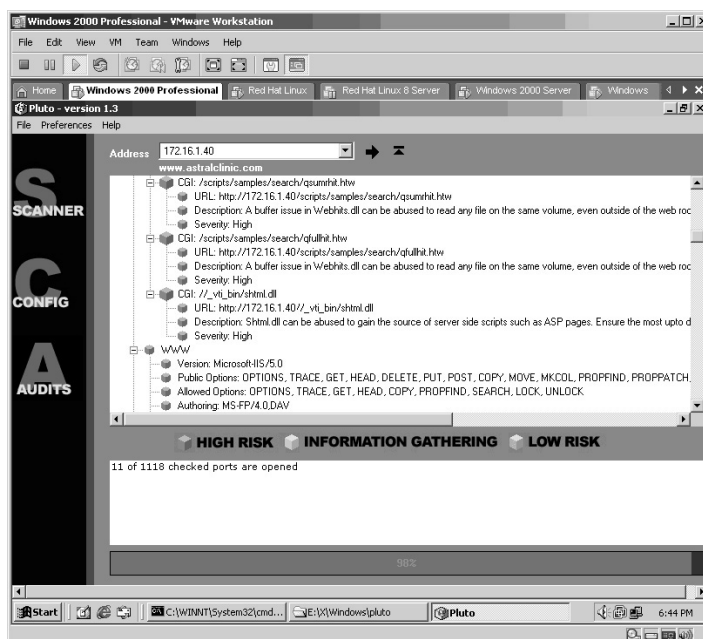 Windows 2000 Professional - VMware Workstation
File Edit View VM Team Windows Help
Home Windows 2000 Professional Red Hat Linux Red Hat Linux 8 Server Windows 2000 Server Windows
Pluto - version 1.3
File Preferences Help
Address 172.16.1.40
www.astralclinic.com
S
SCANNER
C
CONFIG
A
AUDITS
CGI: /scripts/samples/search/qsumrhit.htw
URL: http://172.16.1.40/scripts/samples/search/qsumrhit.htw
Description: A buffer issue in Webhits.dll can be abused to read any file on the same volume, even outside of the web roo
Severity: High
CGI: /scripts/samples/search/qfullhit.htw
URL: http://172.16.1.40/scripts/samples/search/qfullhit.htw
Description: A buffer issue in Webhits.dll can be abused to read any file on the same volume, even outside of the web roo
Severity: High
CGI: //_vti_bin/shtml.dll
URL: http://172.16.1.40//_vti_bin/shtml.dll
Description: Shtml.dll can be abused to gain the source of server side scripts such as ASP pages. Ensure the most upto d
Severity: High
WWW
Version: Microsoft-IIS/5.0
Public Options: OPTIONS, TRACE, GET, HEAD, DELETE, PUT, POST, COPY, MOVE, MKCOL, PROPFIND, PROPPATCH,
Allowed Options: OPTIONS, TRACE, GET, HEAD, COPY, PROPFIND, SEARCH, LOCK, UNLOCK
Authoring: MS-FP/4.0,DAV
HIGH RISK INFORMATION GATHERING LOW RISK
11 of 1118 checked ports are opened
98%
Start C:\WINNT\System32\cmd... E:\X\Windows\pluto Pluto 6:44 PM